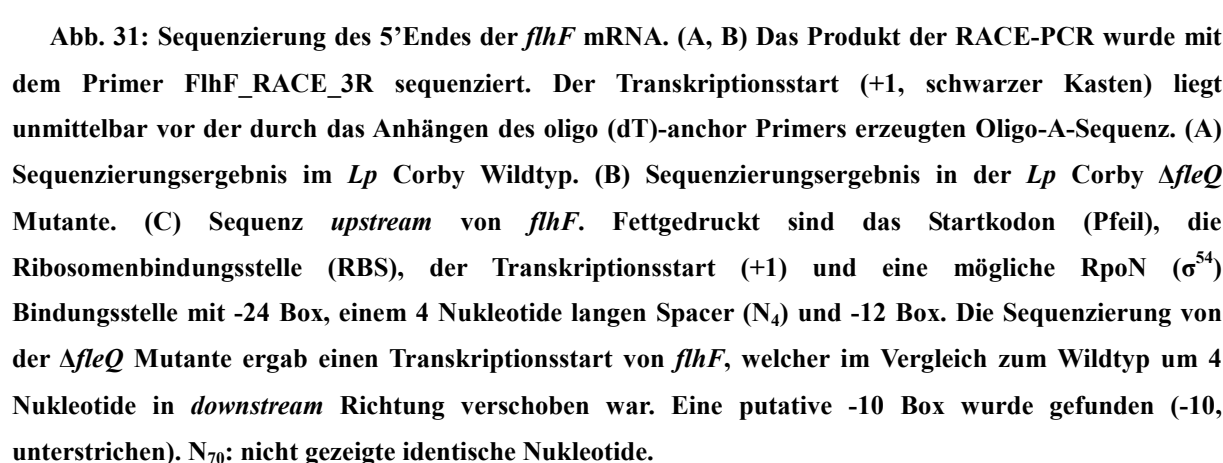 Abb. 31: Sequenzierung des 5’Endes der flhF mRNA. (A, B) Das Produkt der RACE-PCR wurde mit
dem Primer FlhF_RACE_3R sequenziert. Der Transkriptionsstart (+1, schwarzer Kasten) liegt
unmittelbar vor der durch das Anhängen des oligo (dT)-anchor Primers erzeugten Oligo-A-Sequenz. (A)
Sequenzierungsergebnis im Lp Corby Wildtyp. (B) Sequenzierungsergebnis in der Lp Corby ΔfleQ
Mutante. (C) Sequenz upstream von flhF. Fettgedruckt sind das Startkodon (Pfeil), die
Ribosomenbindungsstelle (RBS), der Transkriptionsstart (+1) und eine mögliche RpoN (σ⁵⁴)
Bindungsstelle mit -24 Box, einem 4 Nukleotide langen Spacer (N₄) und -12 Box. Die Sequenzierung von
der ΔfleQ Mutante ergab einen Transkriptionsstart von flhF, welcher im Vergleich zum Wildtyp um 4
Nukleotide in downstream Richtung verschoben war. Eine putative -10 Box wurde gefunden (-10,
unterstrichen). N₇₀: nicht gezeigte identische Nukleotide.